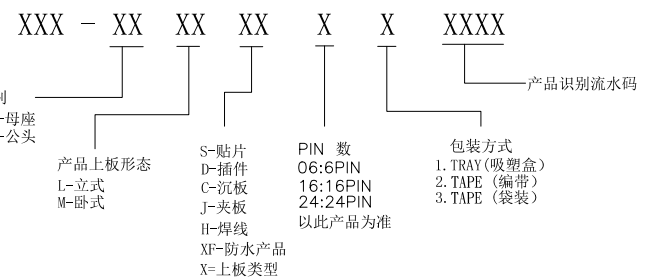 XXX - XX XX XX X X XXXX
产品识别流水码
-母座
-公头
产品上板形态
L-立式
M-卧式
S-贴片
D-插件
C-沉板
J-夹板
H-焊线
XF-防水产品
X=上板类型
PIN 数
06:6PIN
16:16PIN
24:24PIN
以此产品为准
包装方式
1.TRAY(吸塑盒)
2.TAPE (编带)
3.TAPE (袋装)